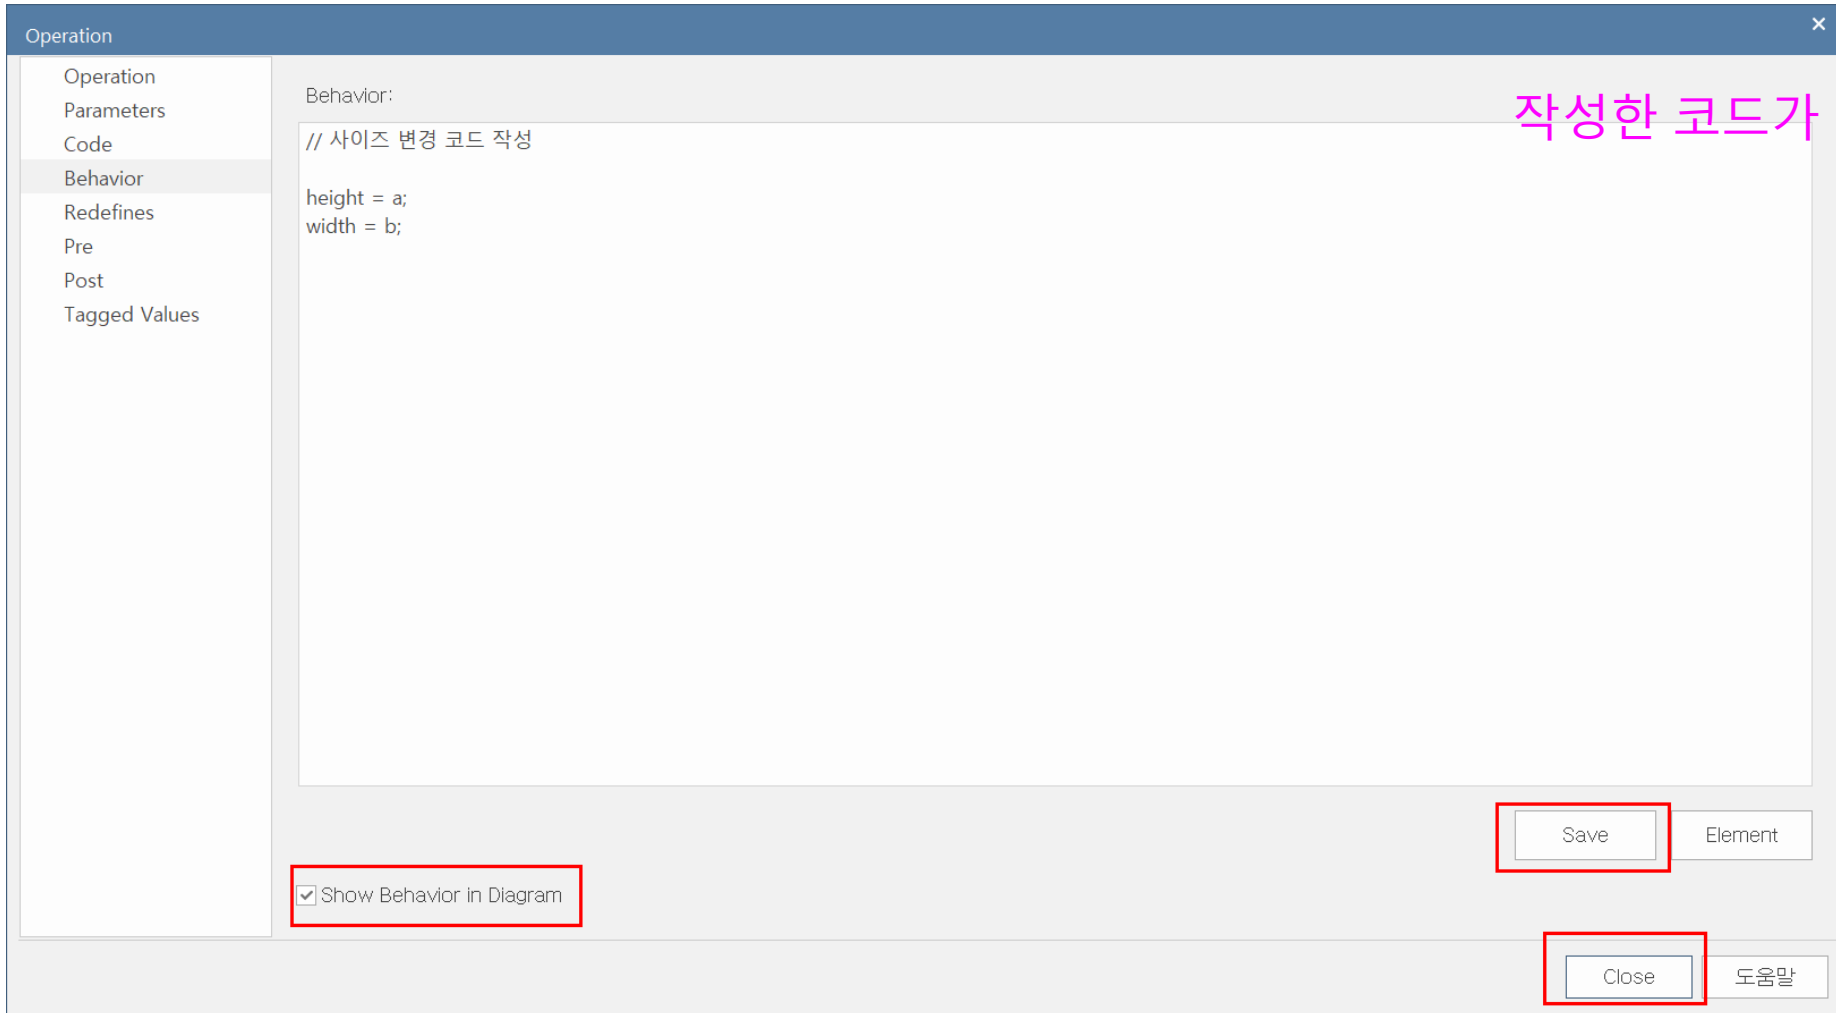 Operation
Operation
Parameters
Code
Behavior
Redefines
Pre
Post
Tagged Values
Behavior:
작성한 코드가
// 사이즈 변경 코드 작성
height = a;
width = b;
Save
Element
Show Behavior in Diagram
Close
도움말